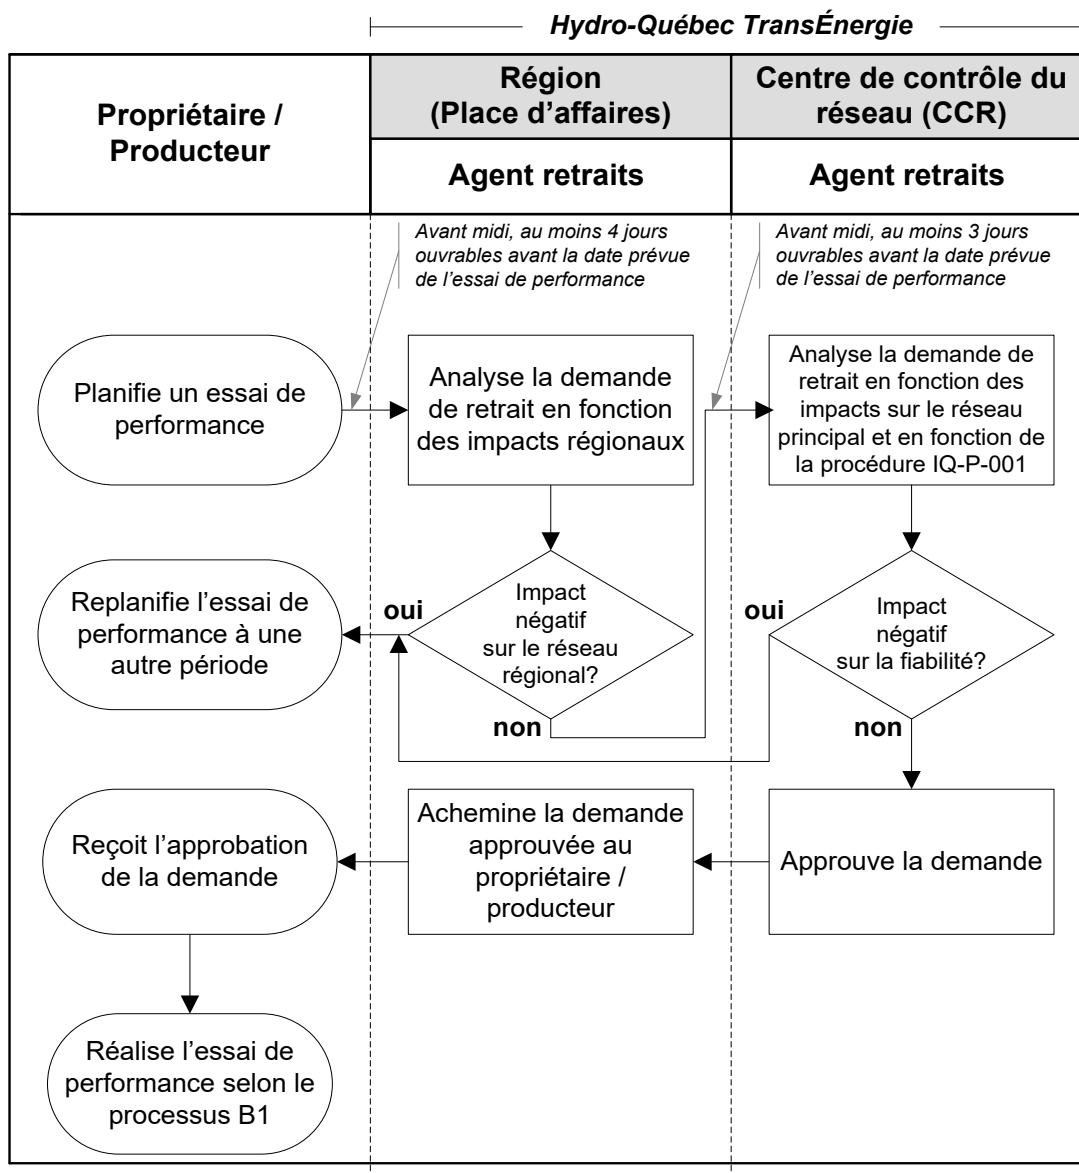 Hydro-Québec TransÉnergie
Propriétaire /
Producteur
Région
(Place d'affaires)
Centre de contrôle du
réseau (CCR)
Agent retraits
Agent retraits
Avant midi, au moins 4 jours
ouvrables avant la date prévue
de l'essai de performance
Avant midi, au moins 3 jours
ouvrables avant la date prévue
de l'essai de performance
Planifie un essai de
performance
Analyse la demande
de retrait en fonction
des impacts régionaux
Analyse la demande de
retrait en fonction des
impacts sur le réseau
principal et en fonction de
la procédure IQ-P-001
Replanifie l'essai de
performance à une
autre période
oui
Impact
négatif
sur le réseau
régional?
non
oui
Impact
négatif
sur la fiabilité?
non
Reçoit l'approbation
de la demande
Achemine la demande
approuvée au
propriétaire /
producteur
Approuve la demande
Réalise l'essai de
performance selon le
processus B1